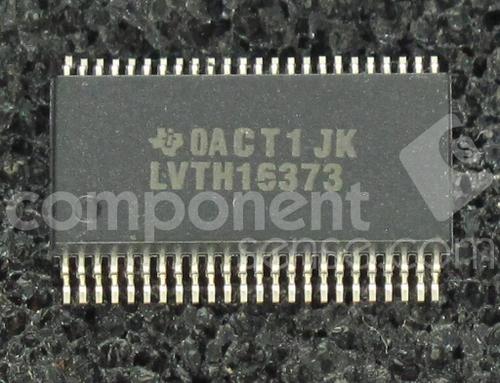 0ACT1JK
LVTH16373
component
sense.com